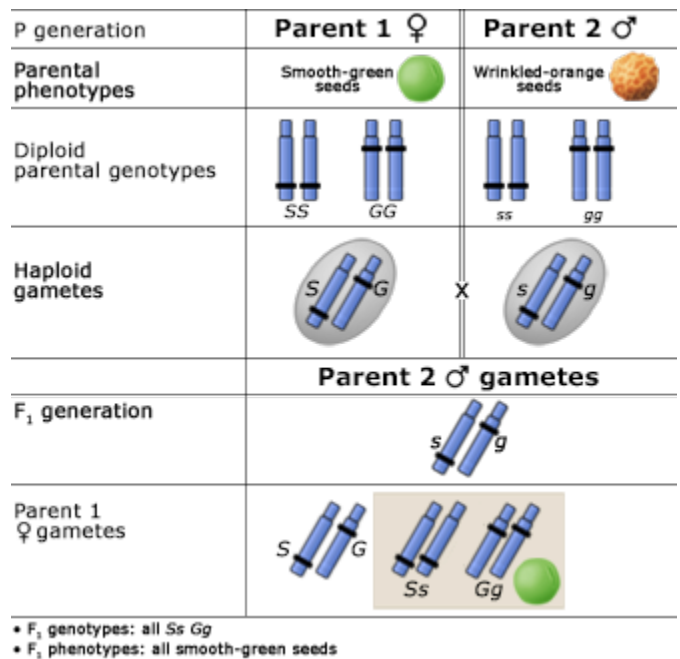 P generation
Parent 1 ♀
Parent 2 ♂
Parental
phenotypes
Smooth-green
seeds
Wrinkled-orange
seeds
Diploid
parental genotypes
SS
GG
ss
gg
Haploid
gametes
S
G
x
s
g
Parent 2 ♂ gametes
F₁ generation
s
g
Parent 1
♀ gametes
S
G
Ss
Gg
• F₁ genotypes: all Ss Gg
• F₁ phenotypes: all smooth-green seeds